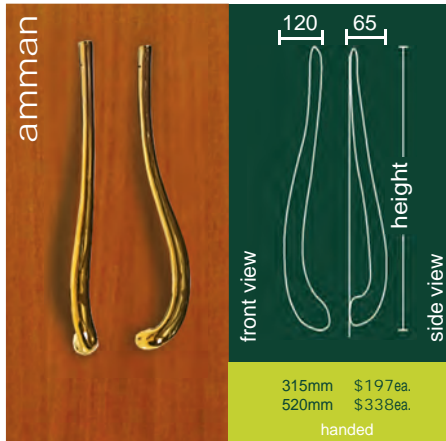 amman
120 65
height
front view
side view
315mm $197ea.
520mm $338ea.
handed